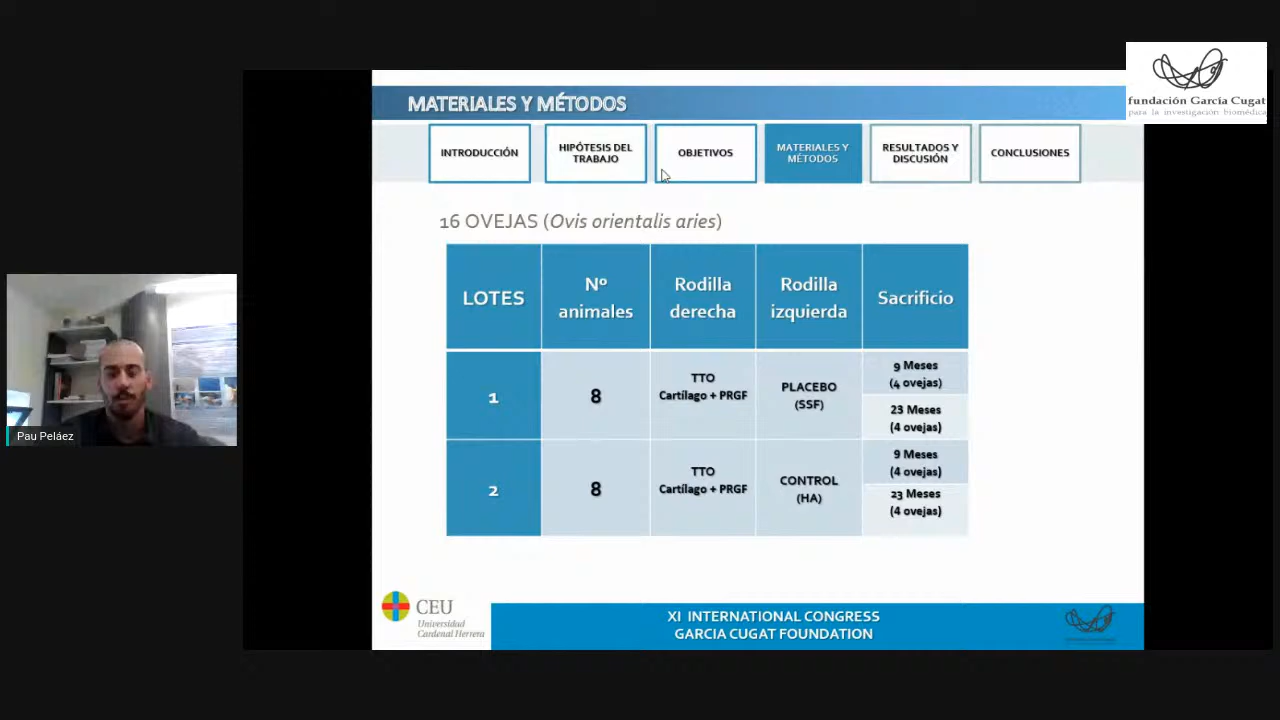 fundación García Cugat
para la investigación biomédica
MATERIALES Y MÉTODOS
INTRODUCCIÓN
HIPÓTESIS DEL
TRABAJO
OBJETIVOS
MATERIALES Y
MÉTODOS
RESULTADOS Y
DISCUSIÓN
CONCLUSIONES
16 OVEJAS (Ovis orientalis aries)
LOTES
Nº
animales
Rodilla
derecha
Rodilla
izquierda
Sacrificio
1
8
TTO
Cartílago + PRGF
PLACEBO
(SSF)
9 Meses
(4 ovejas)
23 Meses
(4 ovejas)
2
8
TTO
Cartílago + PRGF
CONTROL
(HA)
9 Meses
(4 ovejas)
23 Meses
(4 ovejas)
Pau Peláez
CEU
Universidad
Cardenal Herrera
XI INTERNATIONAL CONGRESS
GARCIA CUGAT FOUNDATION